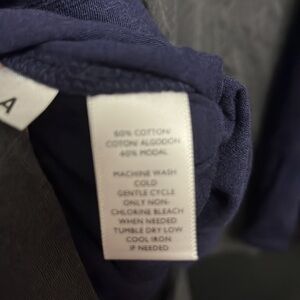 A
60% COTTON/
COTON/ ALGODON
40% MODAL
MACHINE WASH
COLD
GENTLE CYCLE
ONLY NON-
CHLORINE BLEACH
WHEN NEEDED
TUMBLE DRY LOW
COOL IRON
IF NEEDED